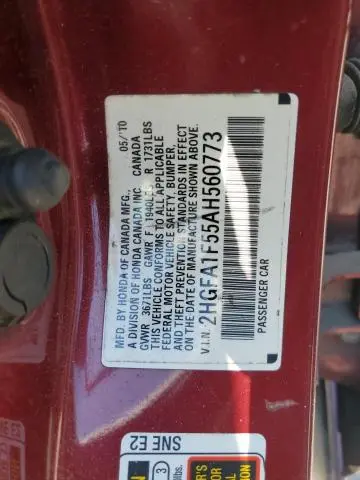 MFD. BY HONDA OF CANADA MFG., 05/'10
A DIVISION OF HONDA CANADA INC. CANADA
GVWR 3671LBS GAWR F 1940LBS R 1731LBS
THIS VEHICLE CONFORMS TO ALL APPLICABLE
FEDERAL MOTOR VEHICLE SAFETY BUMPER,
AND THEFT PREVENTION STANDARDS IN EFFECT
ON THE DATE OF MANUFACTURE SHOWN ABOVE.
V.I.N. 2HGFA1F55AH560773
PASSENGER CAR
SNE E2
3
lbs.